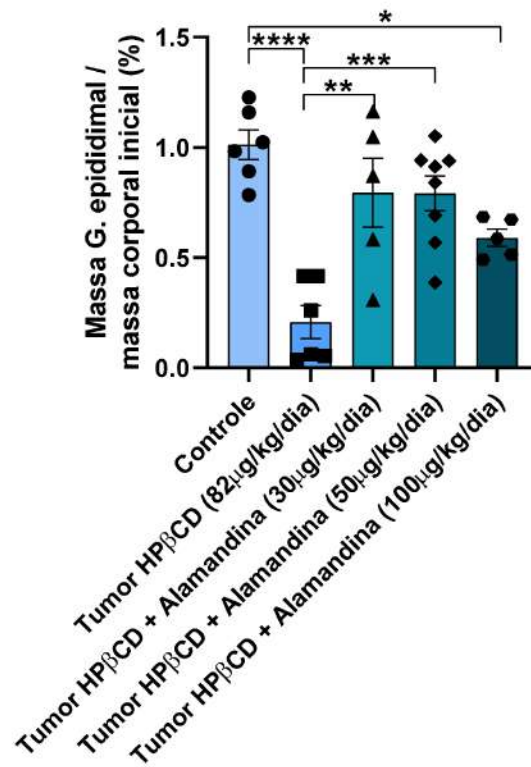 Massa G. epididimal /
massa corporal inicial (%)
1.5
1.0
0.5
0.0
*
****
***
**
Controle
Tumor HPβCD (82μg/kg/dia)
Tumor HPβCD + Alamandina (30μg/kg/dia)
Tumor HPβCD + Alamandina (50μg/kg/dia)
Tumor HPβCD + Alamandina (100μg/kg/dia)